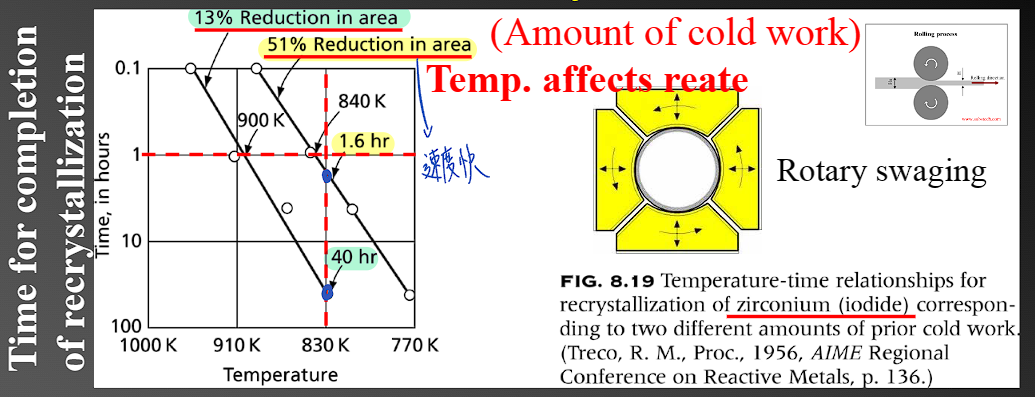 Time for completion
of recrystallization
13% Reduction in area
51% Reduction in area
(Amount of cold work)
Temp. affects reate
速度快
Time, in hours
0.1
1
10
100
900 K
840 K
1.6 hr
40 hr
1000 K
910 K
830 K
770 K
Temperature
Rolling process
Rolling direction
Rotary swaging
FIG. 8.19 Temperature-time relationships for
recrystallization of zirconium (iodide) correspon-
ding to two different amounts of prior cold work.
(Treco, R. M., Proc., 1956, AIME Regional
Conference on Reactive Metals, p. 136.)